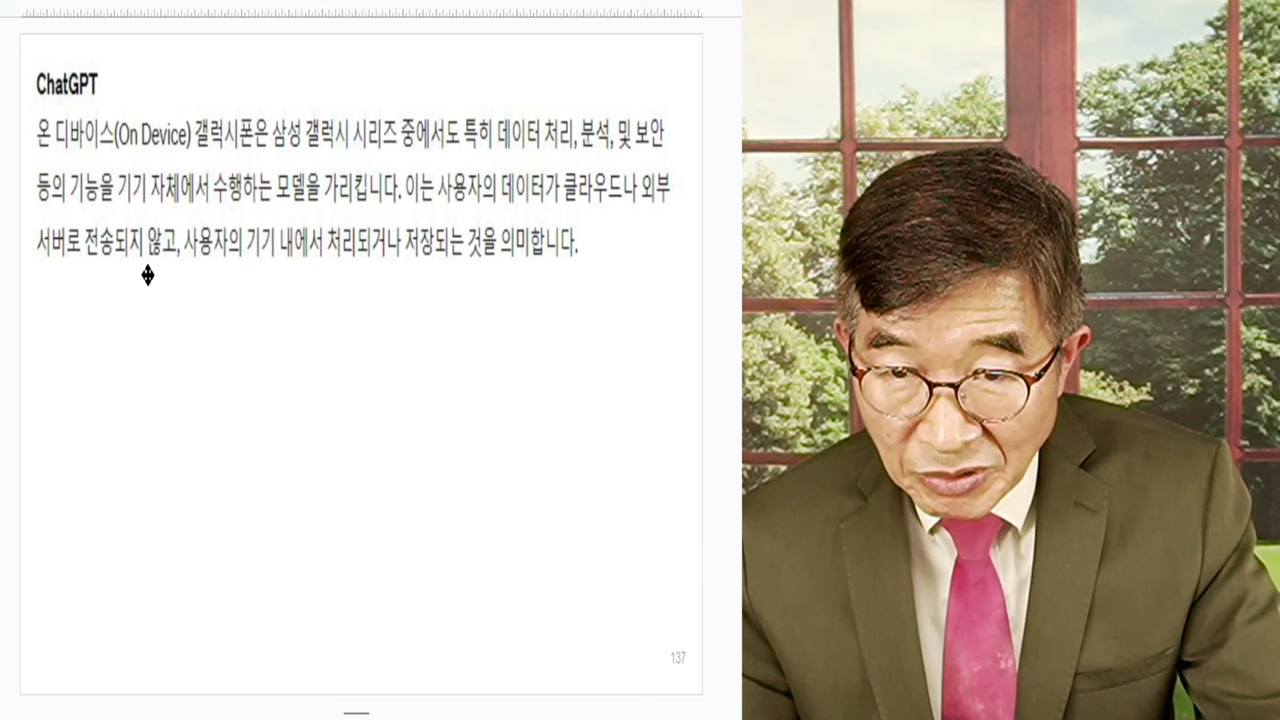 ChatGPT
온 디바이스(On Device) 갤럭시폰은 삼성 갤럭시 시리즈 중에서도 특히 데이터 처리, 분석, 및 보안
등의 기능을 기기 자체에서 수행하는 모델을 가리킵니다. 이는 사용자의 데이터가 클라우드나 외부
서버로 전송되지 않고, 사용자의 기기 내에서 처리되거나 저장되는 것을 의미합니다.
137